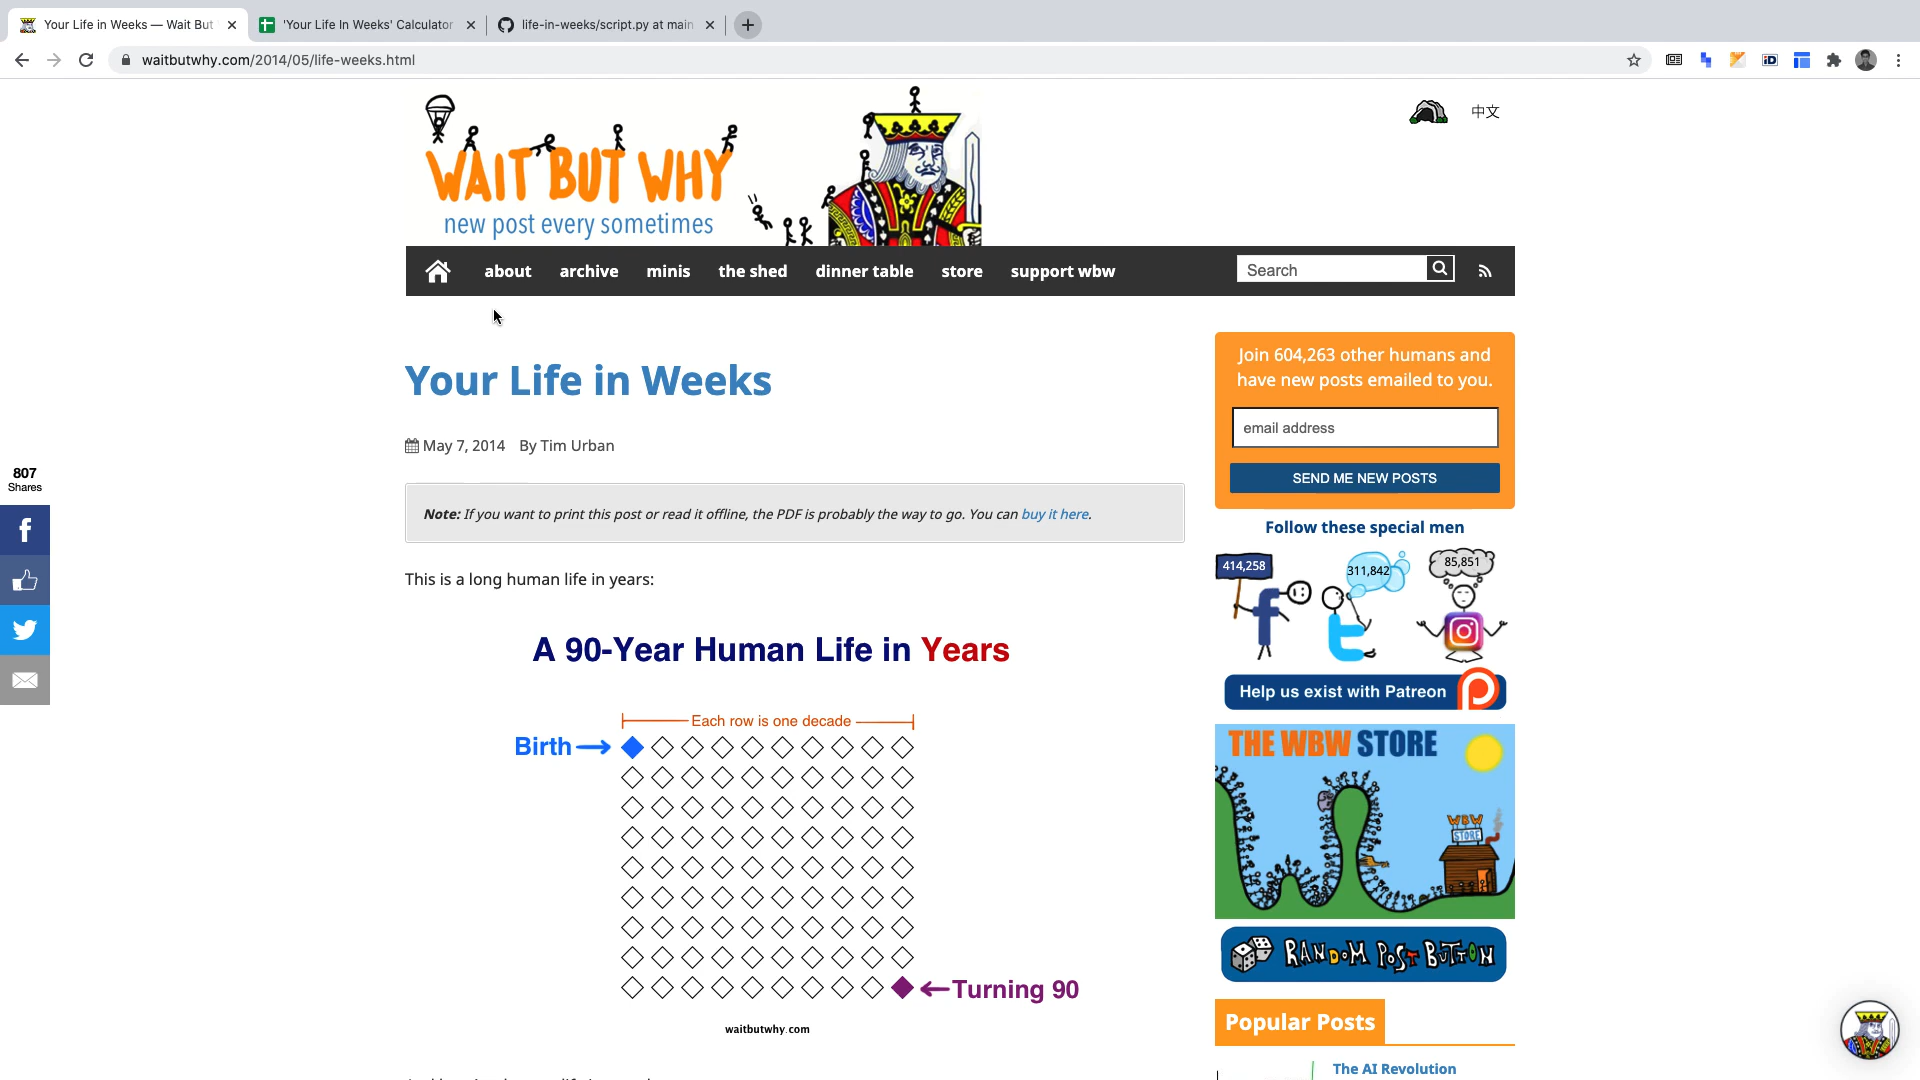 Your Life in Weeks — Wait But
'Your Life In Weeks' Calculator
life-in-weeks/script.py at main
waitbutwhy.com/2014/05/life-weeks.html
WAIT BUT WHY
new post every sometimes
中文
about
archive
minis
the shed
dinner table
store
support wbw
Search
Your Life in Weeks
May 7, 2014 By Tim Urban
Note: If you want to print this post or read it offline, the PDF is probably the way to go. You can buy it here.
This is a long human life in years:
A 90-Year Human Life in Years
Each row is one decade
Birth
Turning 90
waitbutwhy.com
807
Shares
Join 604,263 other humans and
have new posts emailed to you.
email address
SEND ME NEW POSTS
Follow these special men
414,258
311,842
85,851
Help us exist with Patreon
THE WBW STORE
WBW
STORE
RANDOM POST BUTTON
Popular Posts
The AI Revolution